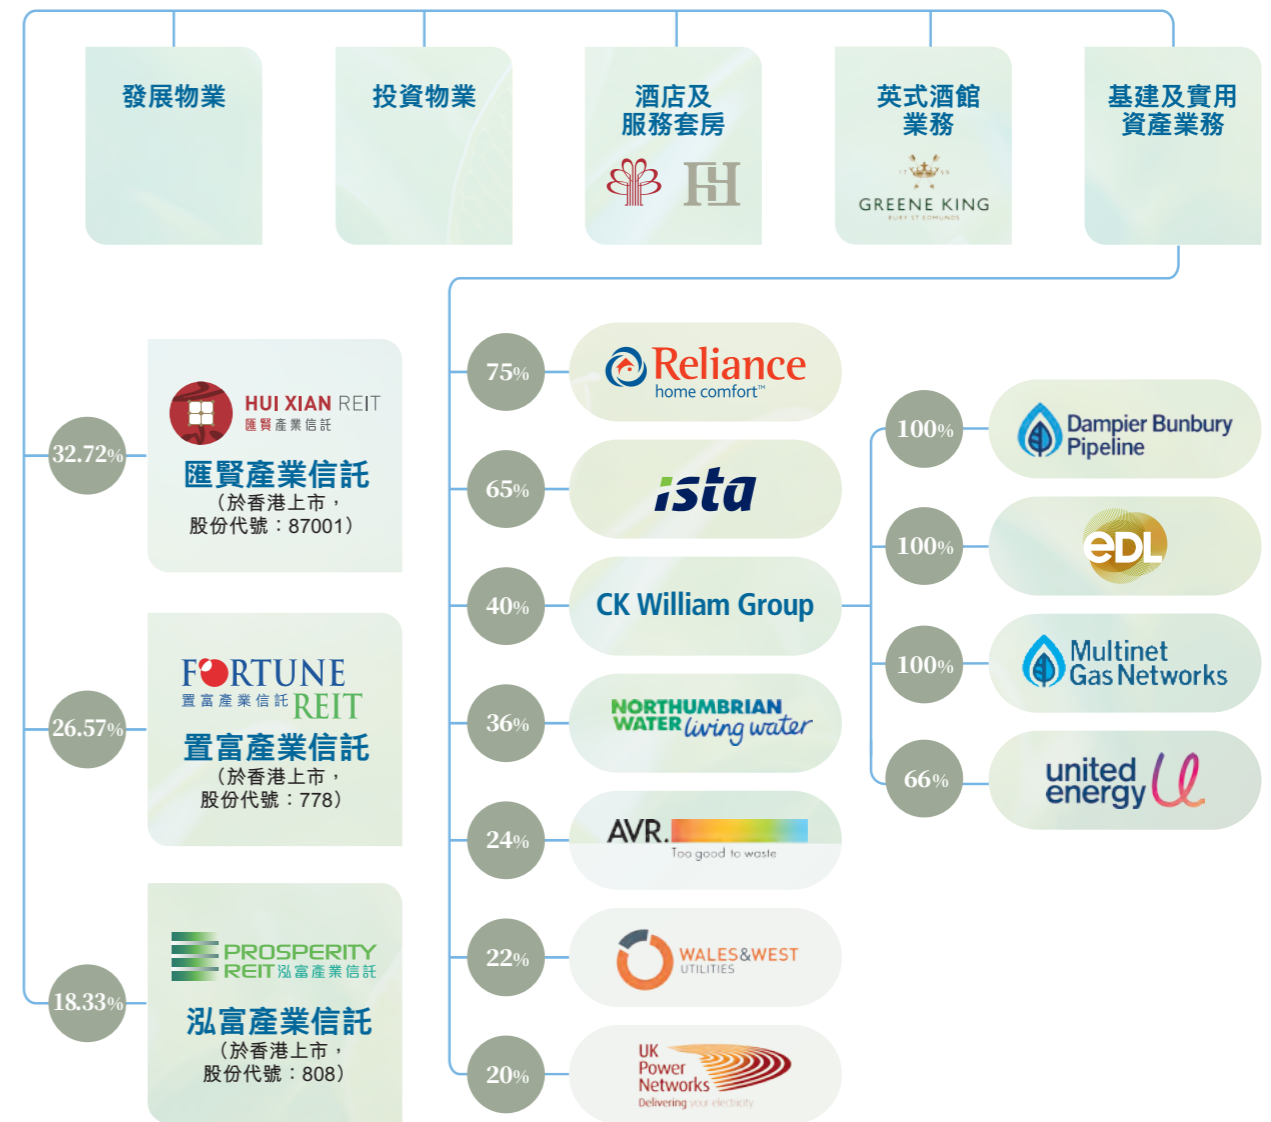 發展物業
投資物業
酒店及
服務套房
英式酒館
業務
17 99
GREENE KING
BURY ST EDMUNDS
基建及實用
資產業務
32.72%
HUI XIAN REIT
匯賢產業信託
匯賢產業信託
（於香港上市，
股份代號：87001）
26.57%
FORTUNE
置富產業信託 REIT
置富產業信託
（於香港上市，
股份代號：778）
18.33%
PROSPERITY
REIT 泓富產業信託
泓富產業信託
（於香港上市，
股份代號：808）
75%
Reliance
home comfort™
65%
ista
40%
CK William Group
36%
NORTHUMBRIAN
WATER living water
24%
AVR.
Too good to waste
22%
WALES&WEST
UTILITIES
20%
UK
Power
Networks
Delivering your electricity
100%
Dampier Bunbury
Pipeline
100%
eDL
100%
Multinet
Gas Networks
66%
united
energy